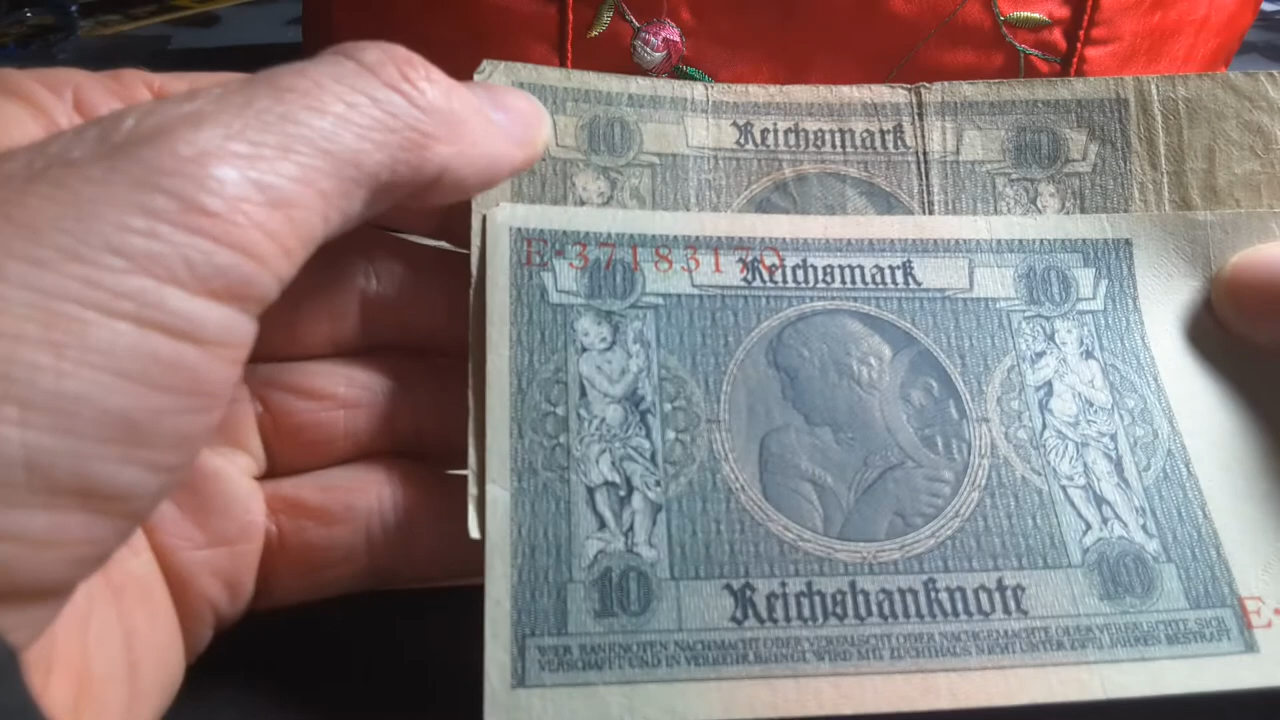 10 Reichsmark 10
E·37183170
10 Reichsmark 10
10 Reichsbanknote 10
E·
WER BANKNOTEN NACHMACHT ODER VERFÄLSCHT ODER NACHGEMACHTE ODER VERFÄLSCHTE SICH
VERSCHAFFT UND IN VERKEHR BRINGT, WIRD MIT ZUCHTHAUS NICHT UNTER ZWEI JAHREN BESTRAFT